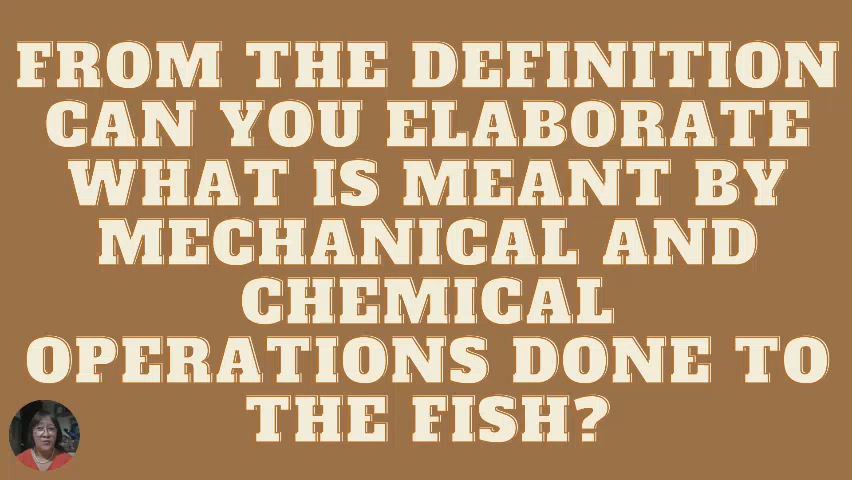 FROM THE DEFINITION
CAN YOU ELABORATE
WHAT IS MEANT BY
MECHANICAL AND
CHEMICAL
OPERATIONS DONE TO
THE FISH?